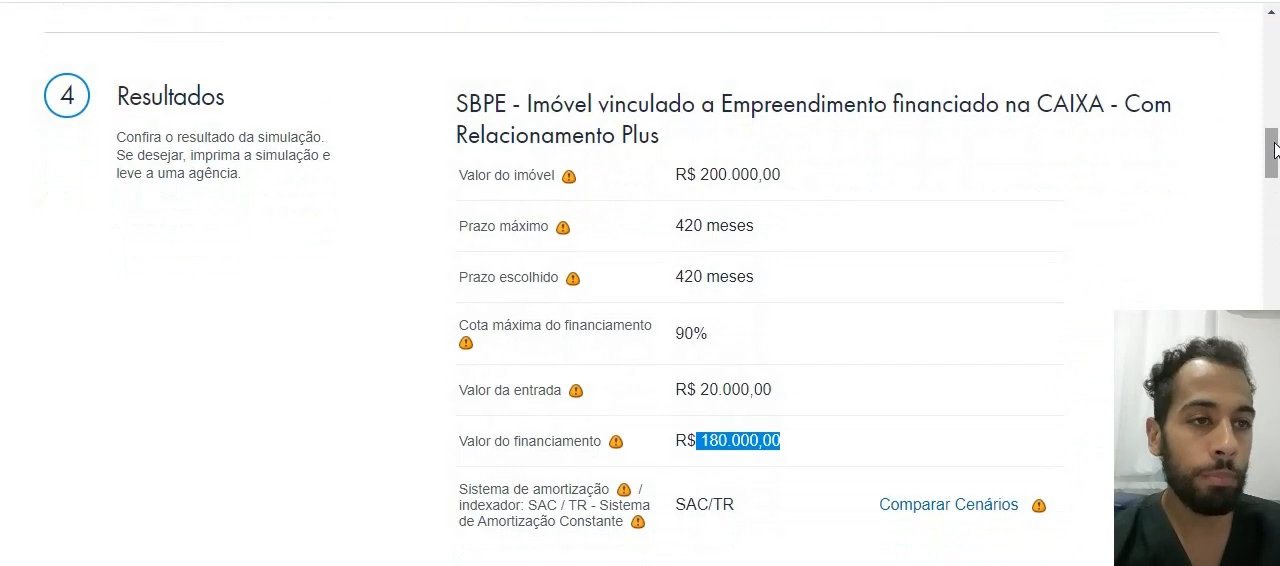 4
Resultados
Confira o resultado da simulação.
Se desejar, imprima a simulação e
leve a uma agência.
SBPE - Imóvel vinculado a Empreendimento financiado na CAIXA - Com
Relacionamento Plus
Valor do imóvel R$ 200.000,00
Prazo máximo 420 meses
Prazo escolhido 420 meses
Cota máxima do financiamento 90%
Valor da entrada R$ 20.000,00
Valor do financiamento R$ 180.000,00
Sistema de amortização /
indexador: SAC / TR - Sistema SAC/TR Comparar Cenários
de Amortização Constante